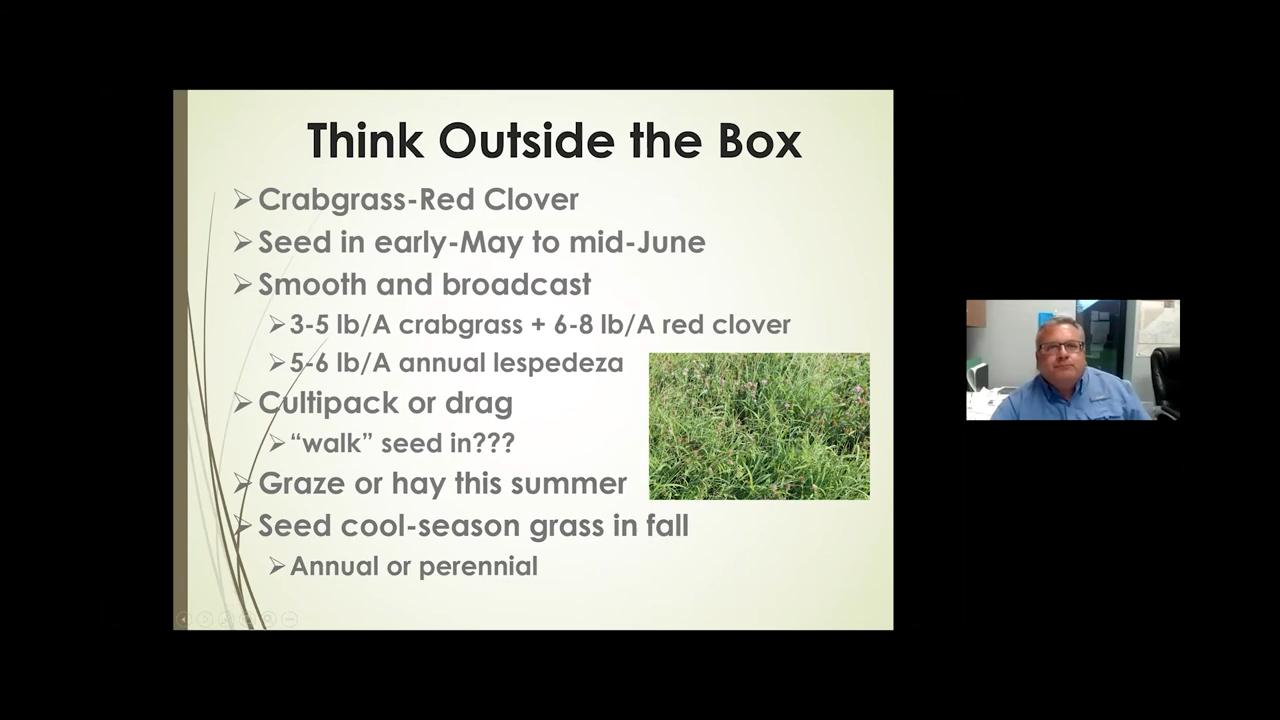 Think Outside the Box
Crabgrass-Red Clover
Seed in early-May to mid-June
Smooth and broadcast
3-5 lb/A crabgrass + 6-8 lb/A red clover
5-6 lb/A annual lespedeza
Cultipack or drag
“walk” seed in???
Graze or hay this summer
Seed cool-season grass in fall
Annual or perennial